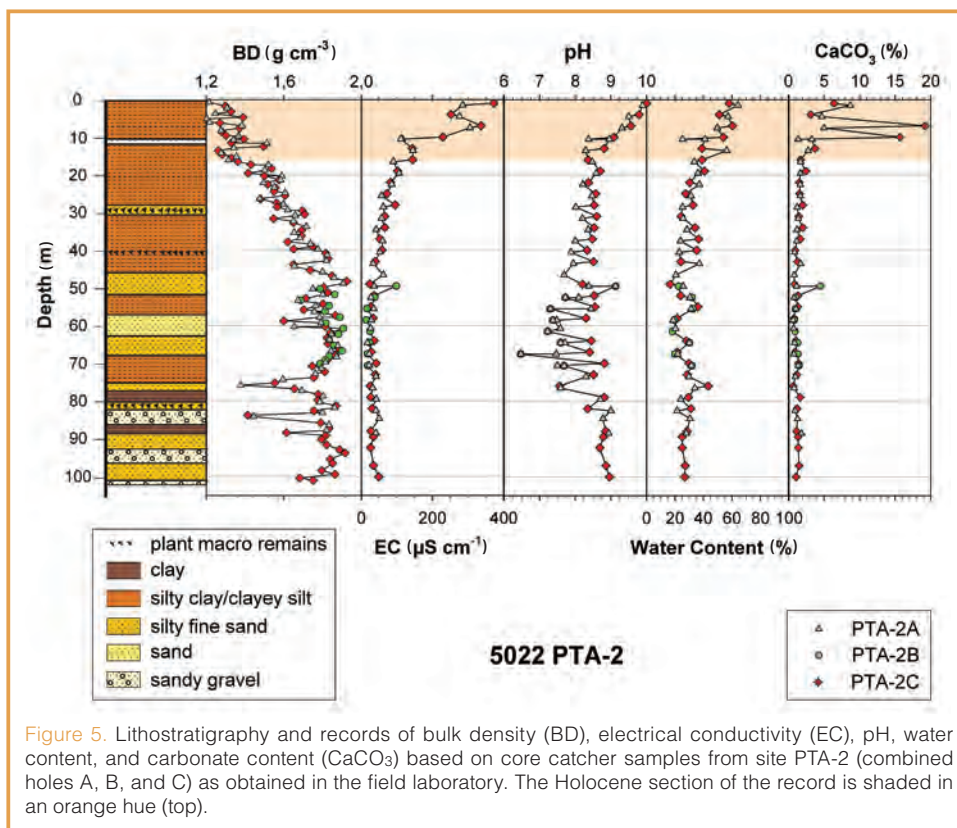 BD (g cm⁻³)
pH
CaCO₃ (%)
1,2 1,6 2,0 6 7 8 9 10 0 5 10 15 20
0
10
20
30
40
50
60
70
80
90
100
Depth (m)
0 200 400 0 20 40 60 80 100
EC (µS cm⁻¹)
Water Content (%)
plant macro remains
clay
silty clay/clayey silt
silty fine sand
sand
sandy gravel
5022 PTA-2
PTA-2A
PTA-2B
PTA-2C
Figure 5. Lithostratigraphy and records of bulk density (BD), electrical conductivity (EC), pH, water
content, and carbonate content (CaCO₃) based on core catcher samples from site PTA-2 (combined
holes A, B, and C) as obtained in the field laboratory. The Holocene section of the record is shaded in
an orange hue (top).